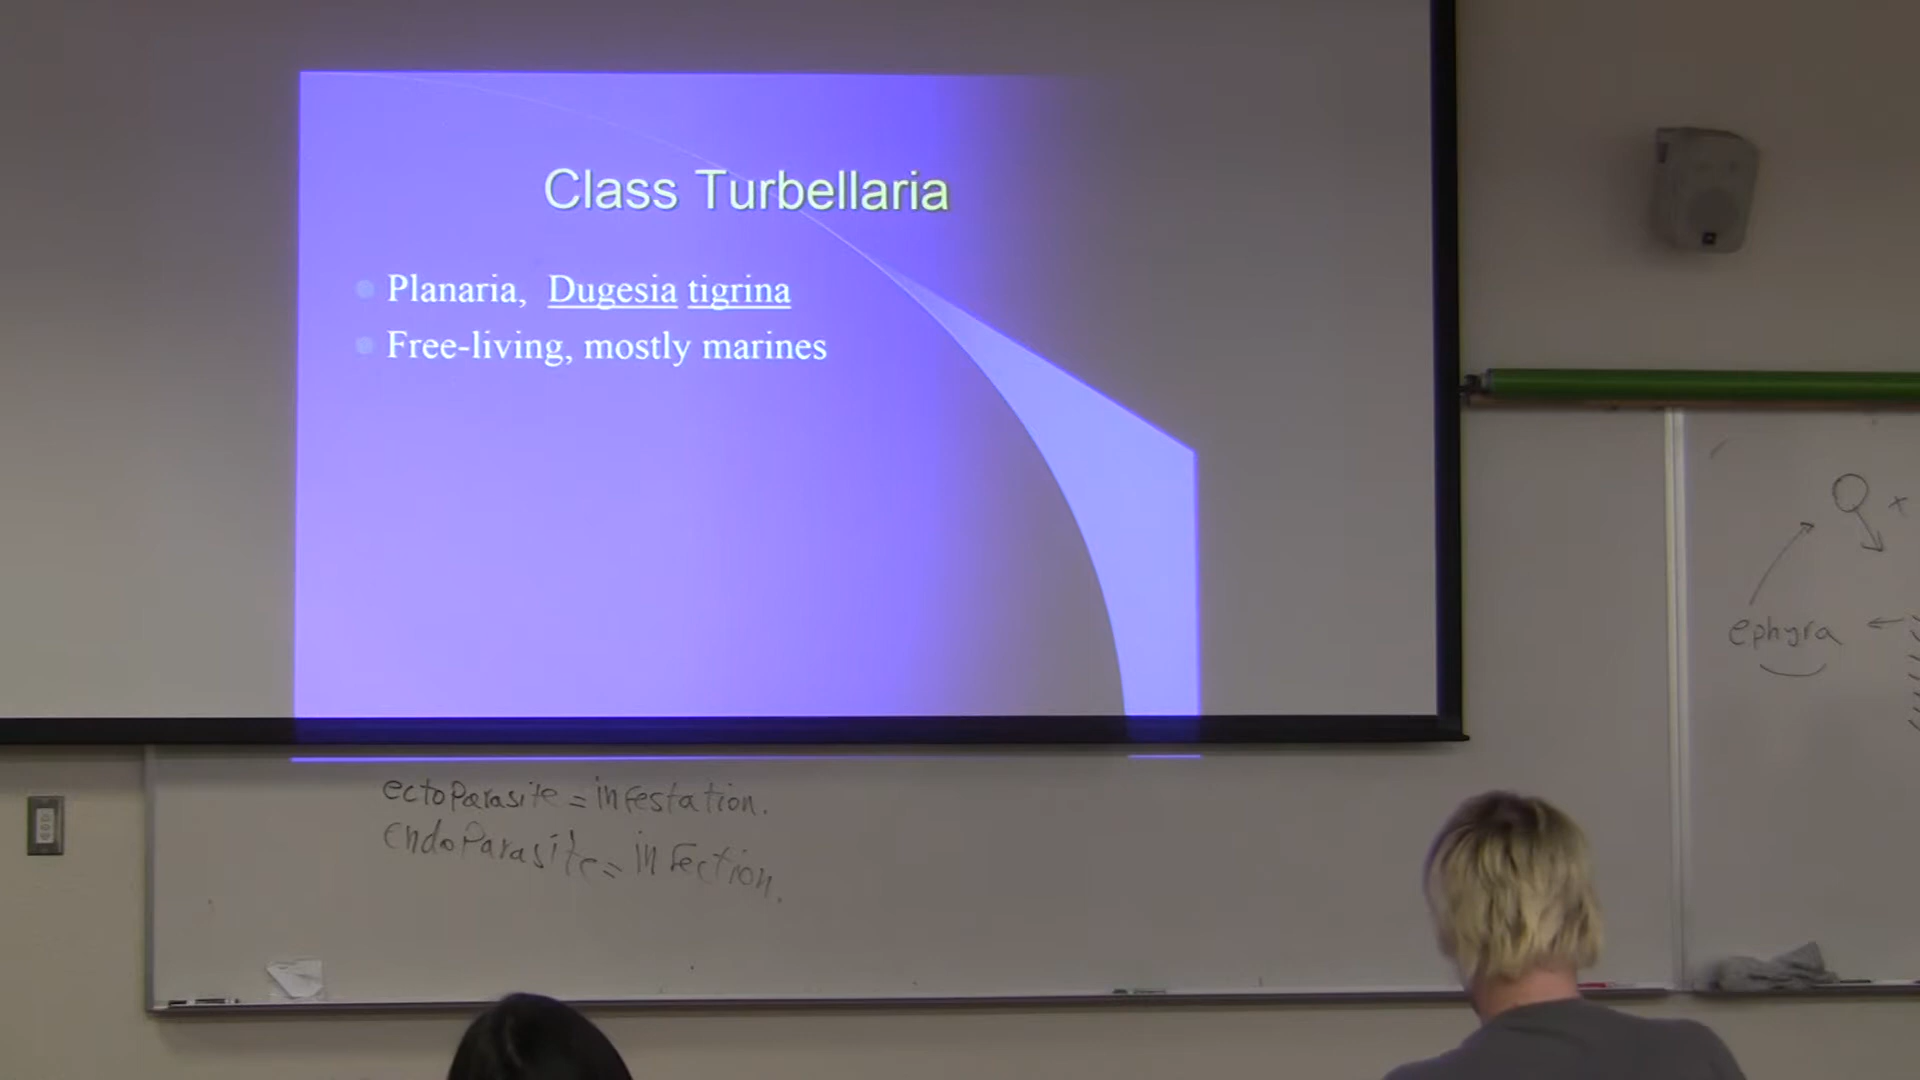 Class Turbellaria
Planaria, Dugesia tigrina
Free-living, mostly marines
ectoparasite = infestation.
endoparasite = infection.
ephyra